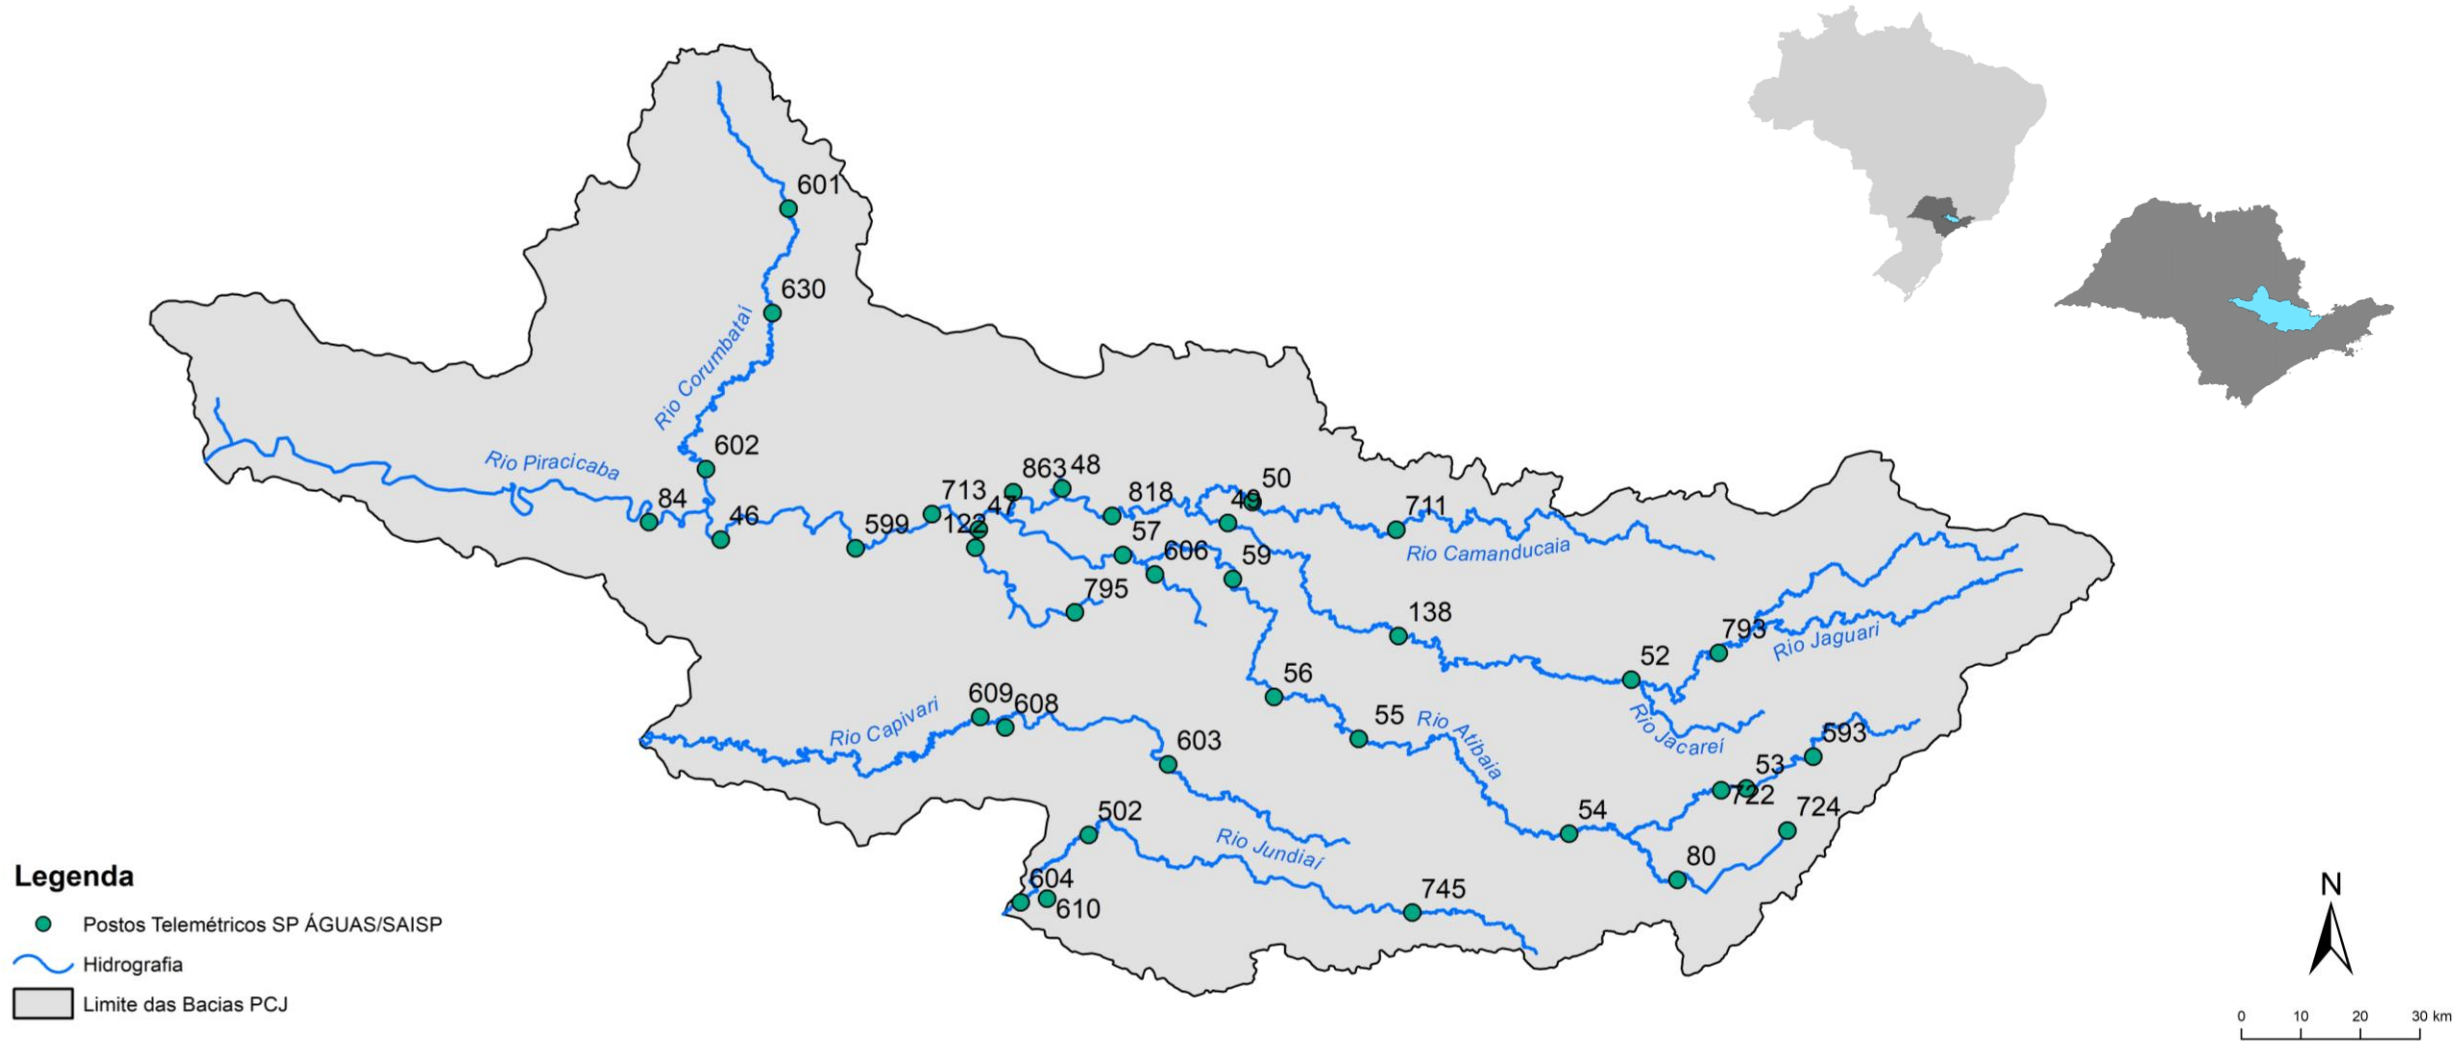 601
630
Rio Corumbataí
602
Rio Piracicaba
84
46
599
713
122
47
863
48
818
57
606
49
50
59
711
Rio Camanducaia
795
138
793
Rio Jaguari
52
Rio Jacareí
56
55
Rio Atibaia
609
608
Rio Capivari
603
593
53
722
724
54
80
502
Rio Jundiaí
604
610
745
Legenda
Postos Telemétricos SP ÁGUAS/SAISP
Hidrografia
Limite das Bacias PCJ
N
0 10 20 30 km